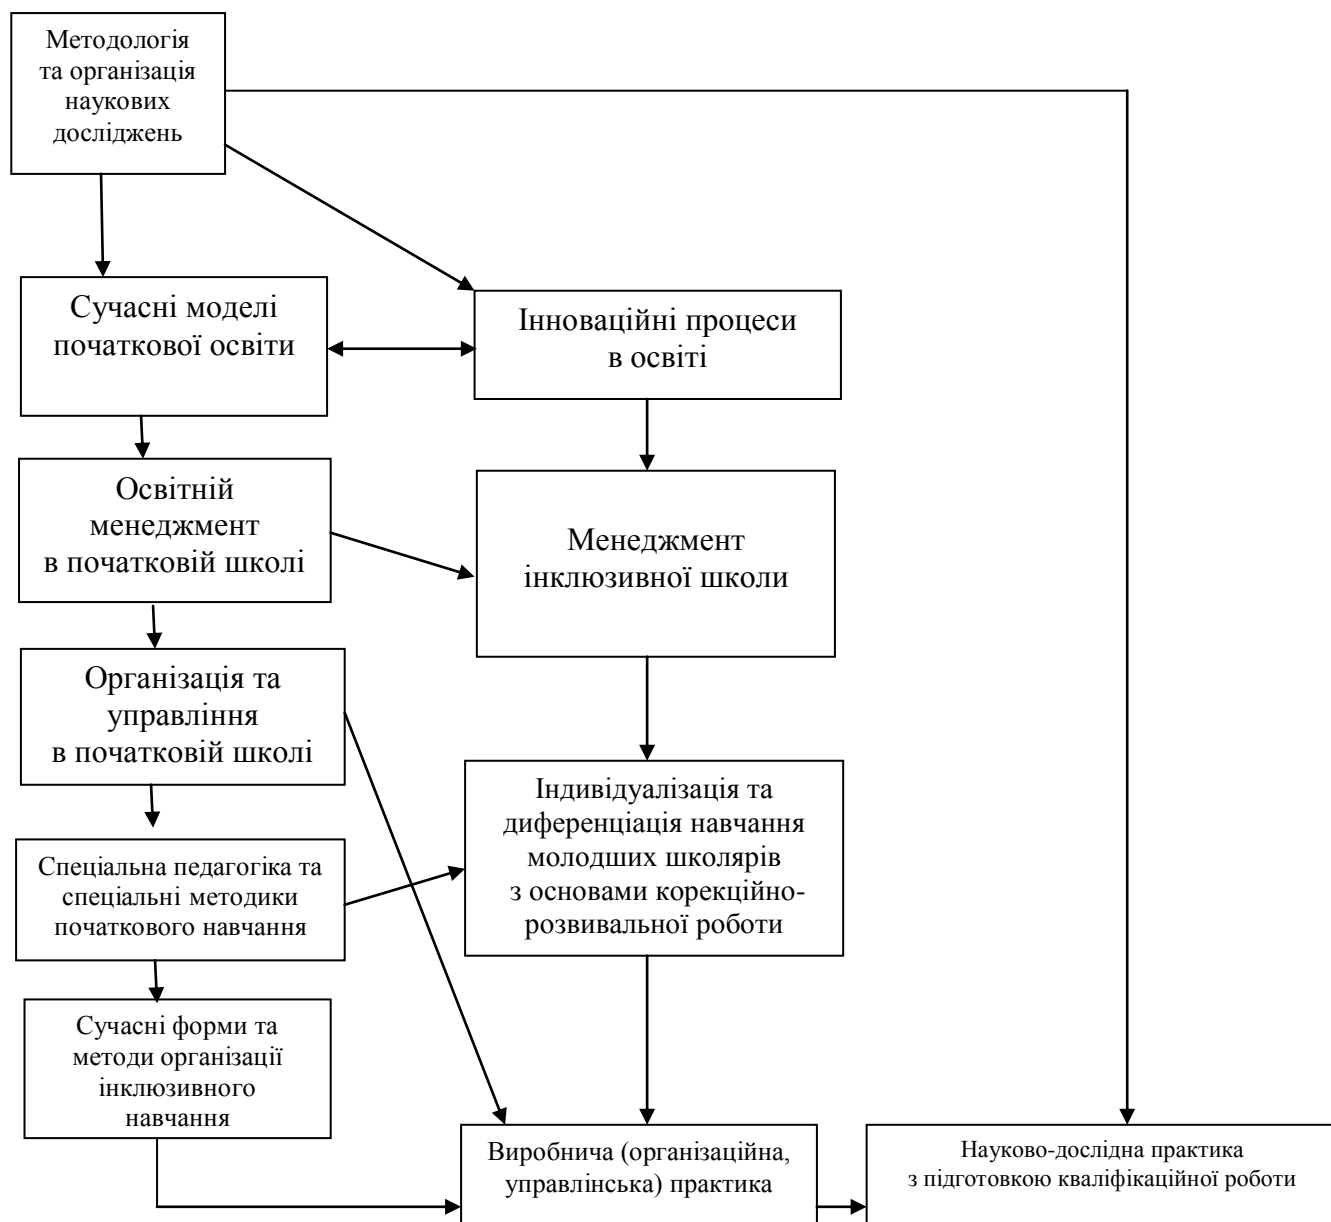 Методологія
та організація
наукових
досліджень
Сучасні моделі
початкової освіти
Інноваційні процеси
в освіті
Освітній
менеджмент
в початковій школі
Менеджмент
інклюзивної школи
Організація та
управління
в початковій школі
Індивідуалізація та
диференціація навчання
молодших школярів
з основами корекційно-
розвивальної роботи
Спеціальна педагогіка та
спеціальні методики
початкового навчання
Сучасні форми та
методи організації
інклюзивного
навчання
Виробнича (організаційна,
управлінська) практика
Науково-дослідна практика
з підготовкою кваліфікаційної роботи